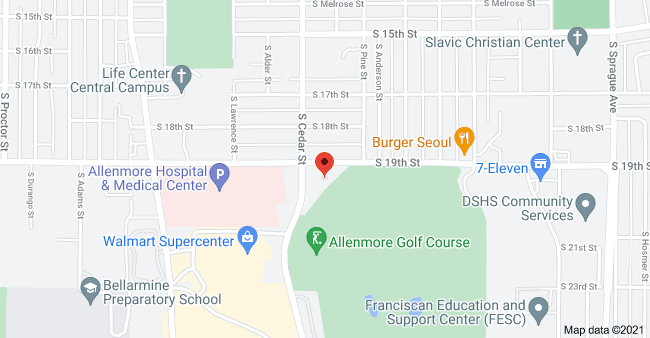 S Melrose St
S Melrose St
S 15th St
S 15th St
Slavic Christian Center
S 16th St
Life Center
Central Campus
S 17th St
S 17th St
S 18th St
S 18th St
S 18th St
Burger Seoul
Allenmore Hospital
& Medical Center
S 19th St
7-Eleven
S 19th St
DSHS Community
Services
Walmart Supercenter
Allenmore Golf Course
S 21st St
Bellarmine
Preparatory School
S 23rd St
Franciscan Education and
Support Center (FESC)
S Proctor St
S Durango St
S Adams St
S Lawrence St
S Alder St
S Cedar St
S Pine St
S Anderson St
S Sprague Ave
S Hosmer St
P
Map data ©2021